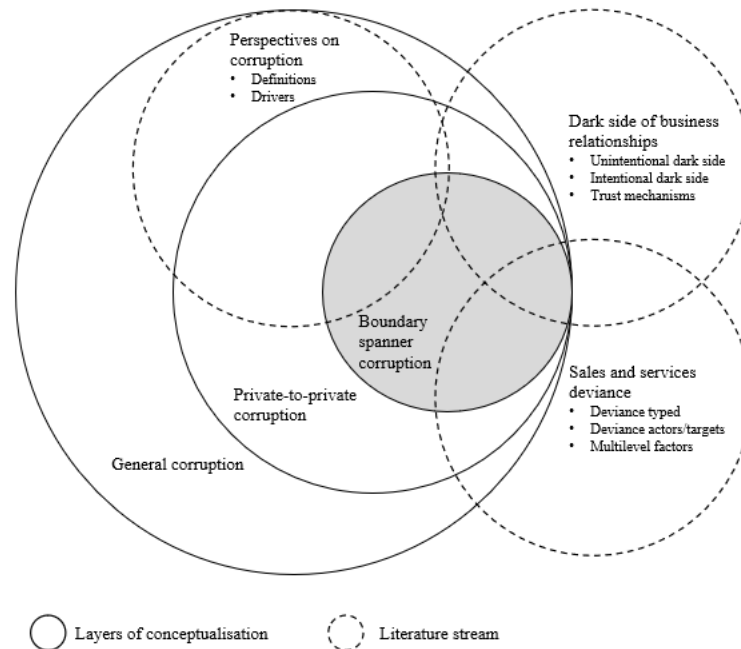 Perspectives on
corruption
• Definitions
• Drivers
Dark side of business
relationships
• Unintentional dark side
• Intentional dark side
• Trust mechanisms
Boundary
spanner
corruption
Sales and services
deviance
• Deviance typed
• Deviance actors/targets
• Multilevel factors
Private-to-private
corruption
General corruption
Layers of conceptualisation
Literature stream